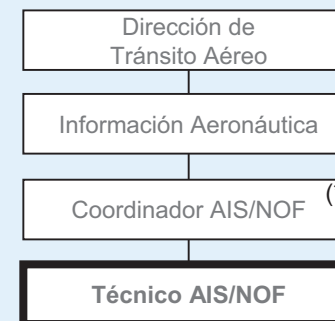 Dirección de
Tránsito Aéreo
Información Aeronáutica
Coordinador AIS/NOF
Técnico AIS/NOF